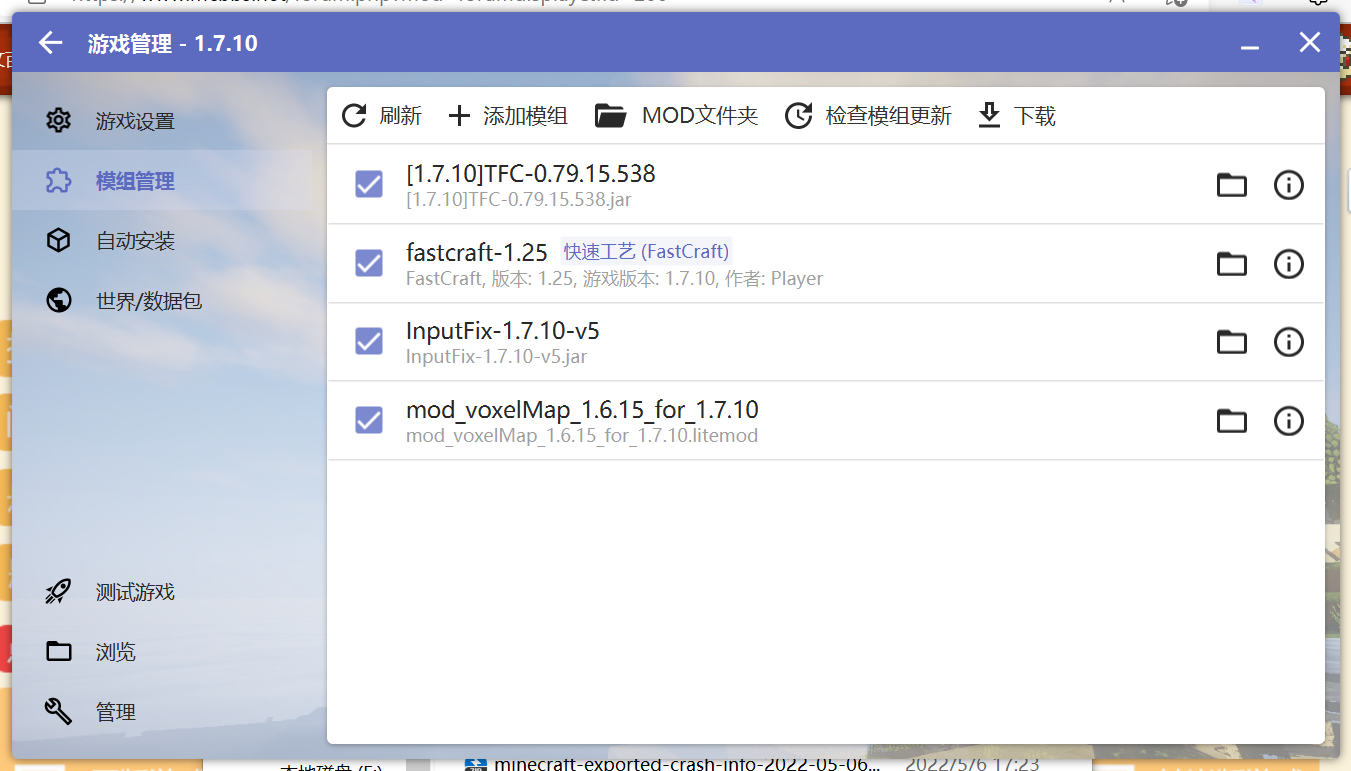 游戏管理 - 1.7.10
游戏设置
模组管理
自动安装
世界/数据包
测试游戏
浏览
管理
刷新 添加模组 MOD文件夹 检查模组更新 下载
[1.7.10]TFC-0.79.15.538
[1.7.10]TFC-0.79.15.538.jar
fastcraft-1.25 快速工艺 (FastCraft)
FastCraft, 版本: 1.25, 游戏版本: 1.7.10, 作者: Player
InputFix-1.7.10-v5
InputFix-1.7.10-v5.jar
mod_voxelMap_1.6.15_for_1.7.10
mod_voxelMap_1.6.15_for_1.7.10.litemod
minecraft-exported-crash-info-2022-05-06... 2022/5/6 17:23